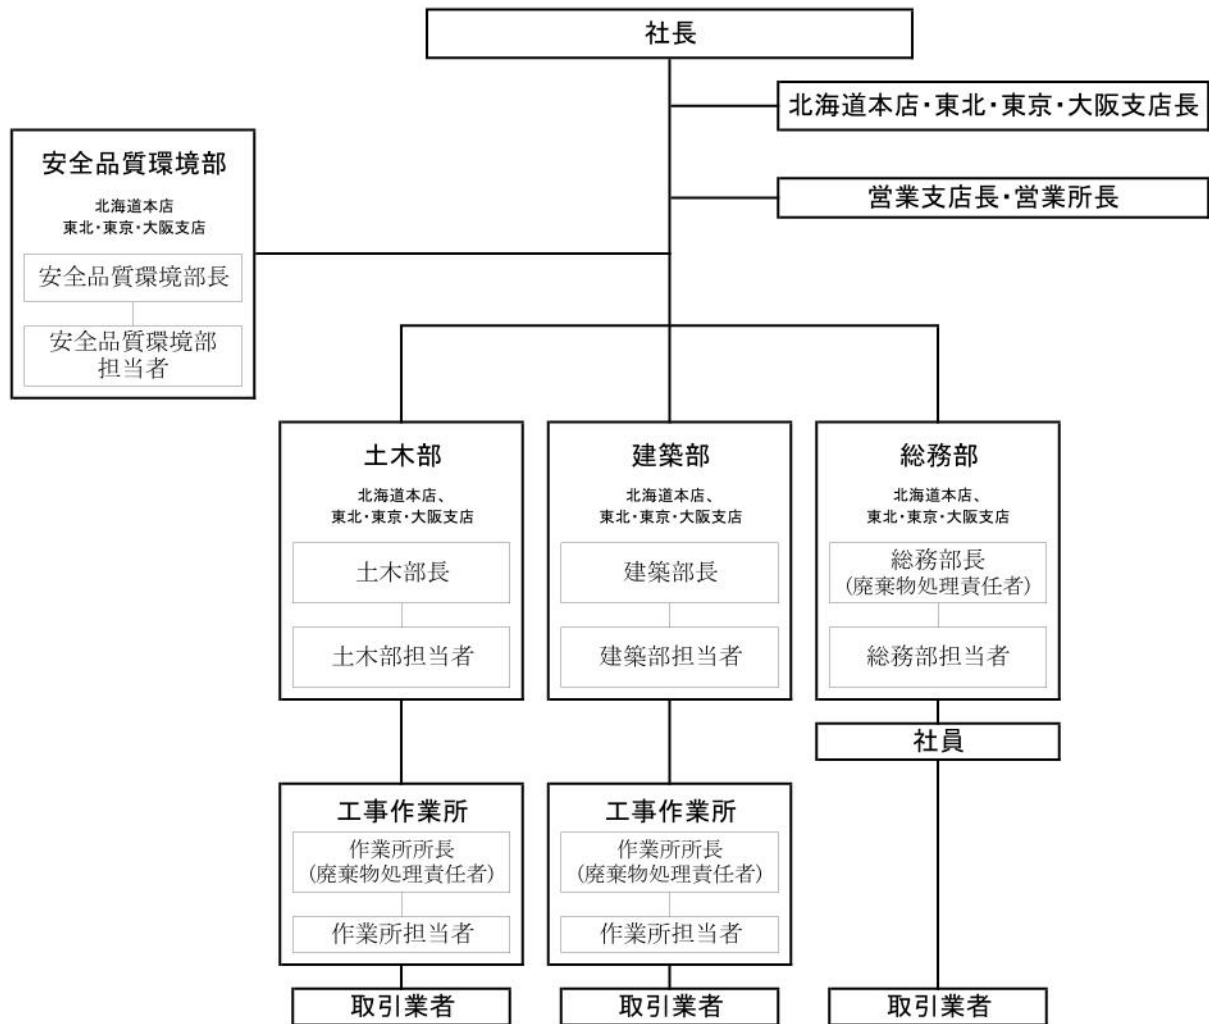 社長
北海道本店・東北・東京・大阪支店長
営業支店長・営業所長
安全品質環境部
北海道本店
東北・東京・大阪支店
安全品質環境部長
安全品質環境部
担当者
土木部
北海道本店、
東北・東京・大阪支店
土木部長
土木部担当者
工事作業所
作業所所長
(廃棄物処理責任者)
作業所担当者
取引業者
建築部
北海道本店、
東北・東京・大阪支店
建築部長
建築部担当者
工事作業所
作業所所長
(廃棄物処理責任者)
作業所担当者
取引業者
総務部
北海道本店、
東北・東京・大阪支店
総務部長
(廃棄物処理責任者)
総務部担当者
社員
取引業者